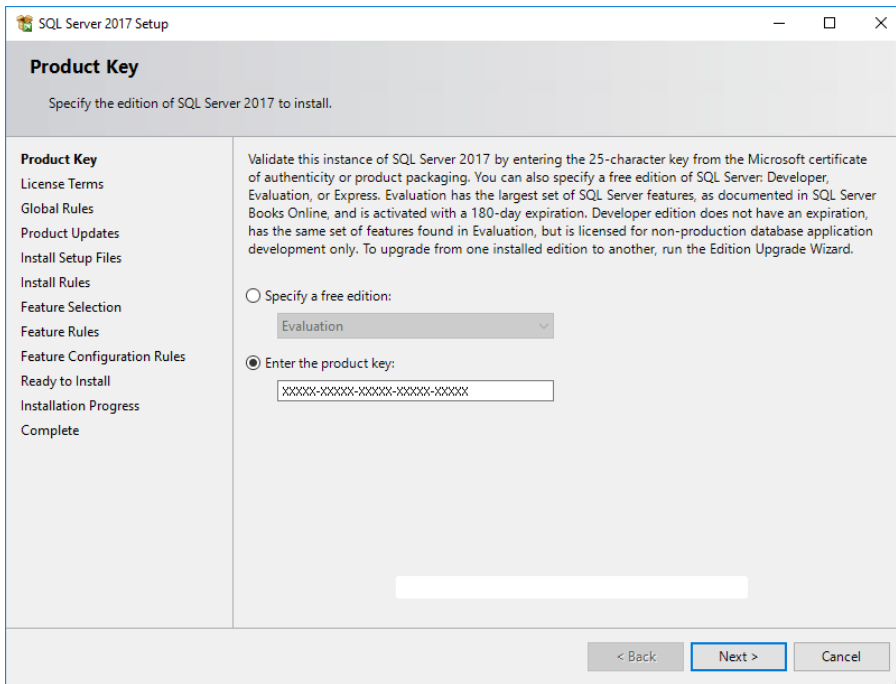 SQL Server 2017 Setup
Product Key
Specify the edition of SQL Server 2017 to install.
Product Key
License Terms
Global Rules
Product Updates
Install Setup Files
Install Rules
Feature Selection
Feature Rules
Feature Configuration Rules
Ready to Install
Installation Progress
Complete
Validate this instance of SQL Server 2017 by entering the 25-character key from the Microsoft certificate
of authenticity or product packaging. You can also specify a free edition of SQL Server: Developer,
Evaluation, or Express. Evaluation has the largest set of SQL Server features, as documented in SQL Server
Books Online, and is activated with a 180-day expiration. Developer edition does not have an expiration,
has the same set of features found in Evaluation, but is licensed for non-production database application
development only. To upgrade from one installed edition to another, run the Edition Upgrade Wizard.
Specify a free edition:
Evaluation
Enter the product key:
XXXXX-XXXXX-XXXXX-XXXXX-XXXXX
< Back
Next >
Cancel